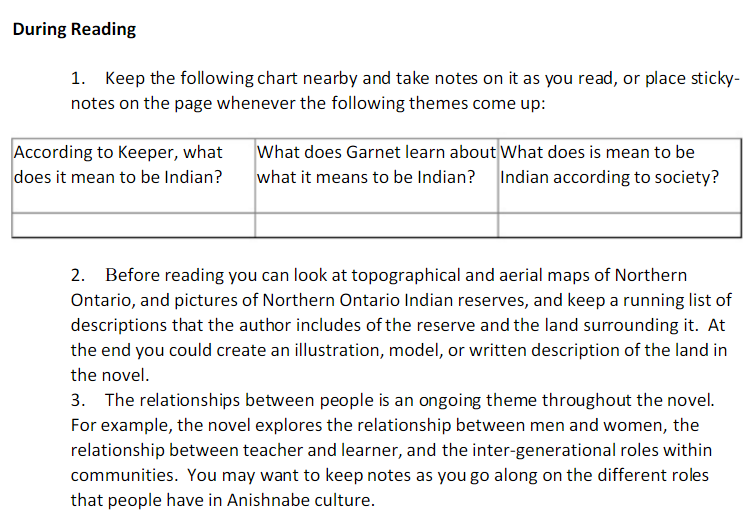 During Reading
1. Keep the following chart nearby and take notes on it as you read, or place sticky-
notes on the page whenever the following themes come up:
According to Keeper, what
does it mean to be Indian?
What does Garnet learn about
what it means to be Indian?
What does is mean to be
Indian according to society?
2. Before reading you can look at topographical and aerial maps of Northern
Ontario, and pictures of Northern Ontario Indian reserves, and keep a running list of
descriptions that the author includes of the reserve and the land surrounding it. At
the end you could create an illustration, model, or written description of the land in
the novel.
3. The relationships between people is an ongoing theme throughout the novel.
For example, the novel explores the relationship between men and women, the
relationship between teacher and learner, and the inter-generational roles within
communities. You may want to keep notes as you go along on the different roles
that people have in Anishnabe culture.